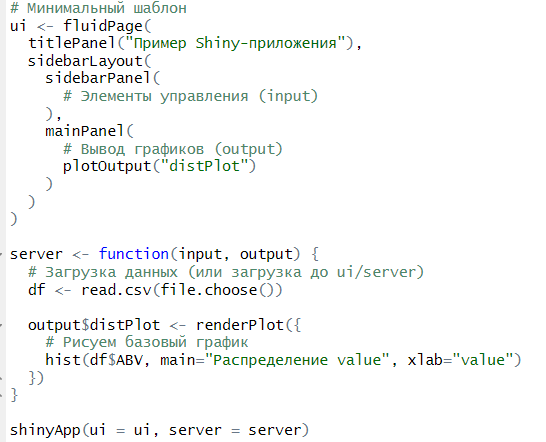 # Минимальный шаблон
ui <- fluidPage(
  titlePanel("Пример Shiny-приложения"),
  sidebarLayout(
    sidebarPanel(
      # Элементы управления (input)
    ),
    mainPanel(
      # Вывод графиков (output)
      plotOutput("distPlot")
    )
  )
)

server <- function(input, output) {
  # Загрузка данных (или загрузка до ui/server)
  df <- read.csv(file.choose())

  output$distPlot <- renderPlot({
    # Рисуем базовый график
    hist(df$ABV, main="Распределение value", xlab="value")
  })
}

shinyApp(ui = ui, server = server)